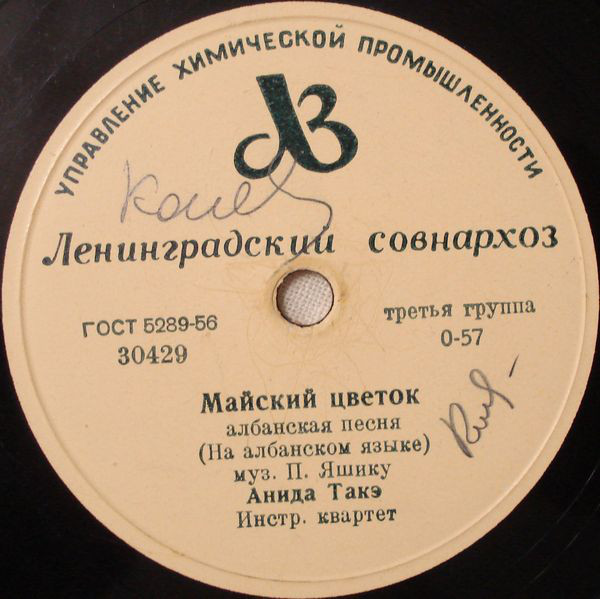 УПРАВЛЕНИЕ ХИМИЧЕСКОЙ ПРОМЫШЛЕННОСТИ
Ленинградский совнархоз
ГОСТ 5289-56
30429
третья группа
0-57
Майский цветок
албанская песня
(На албанском языке)
муз. П. Яшику
Анида Такэ
Инстр. квартет